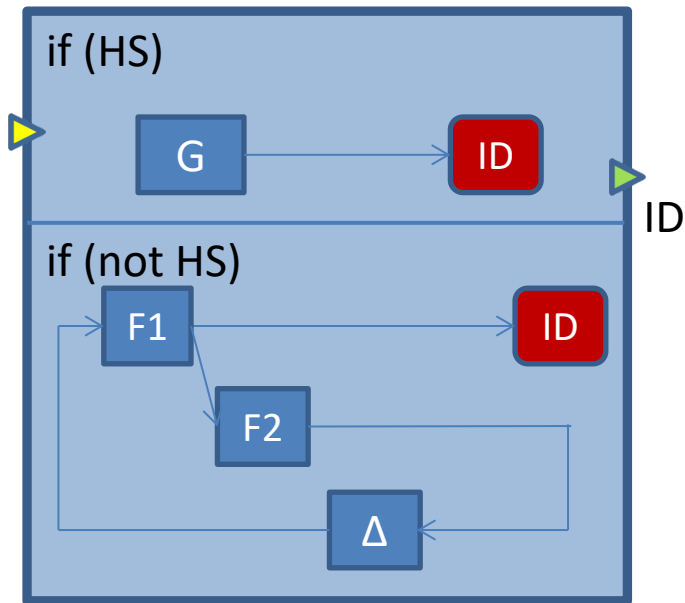 if (HS)
G
ID
ID
if (not HS)
F1
ID
F2
Δ